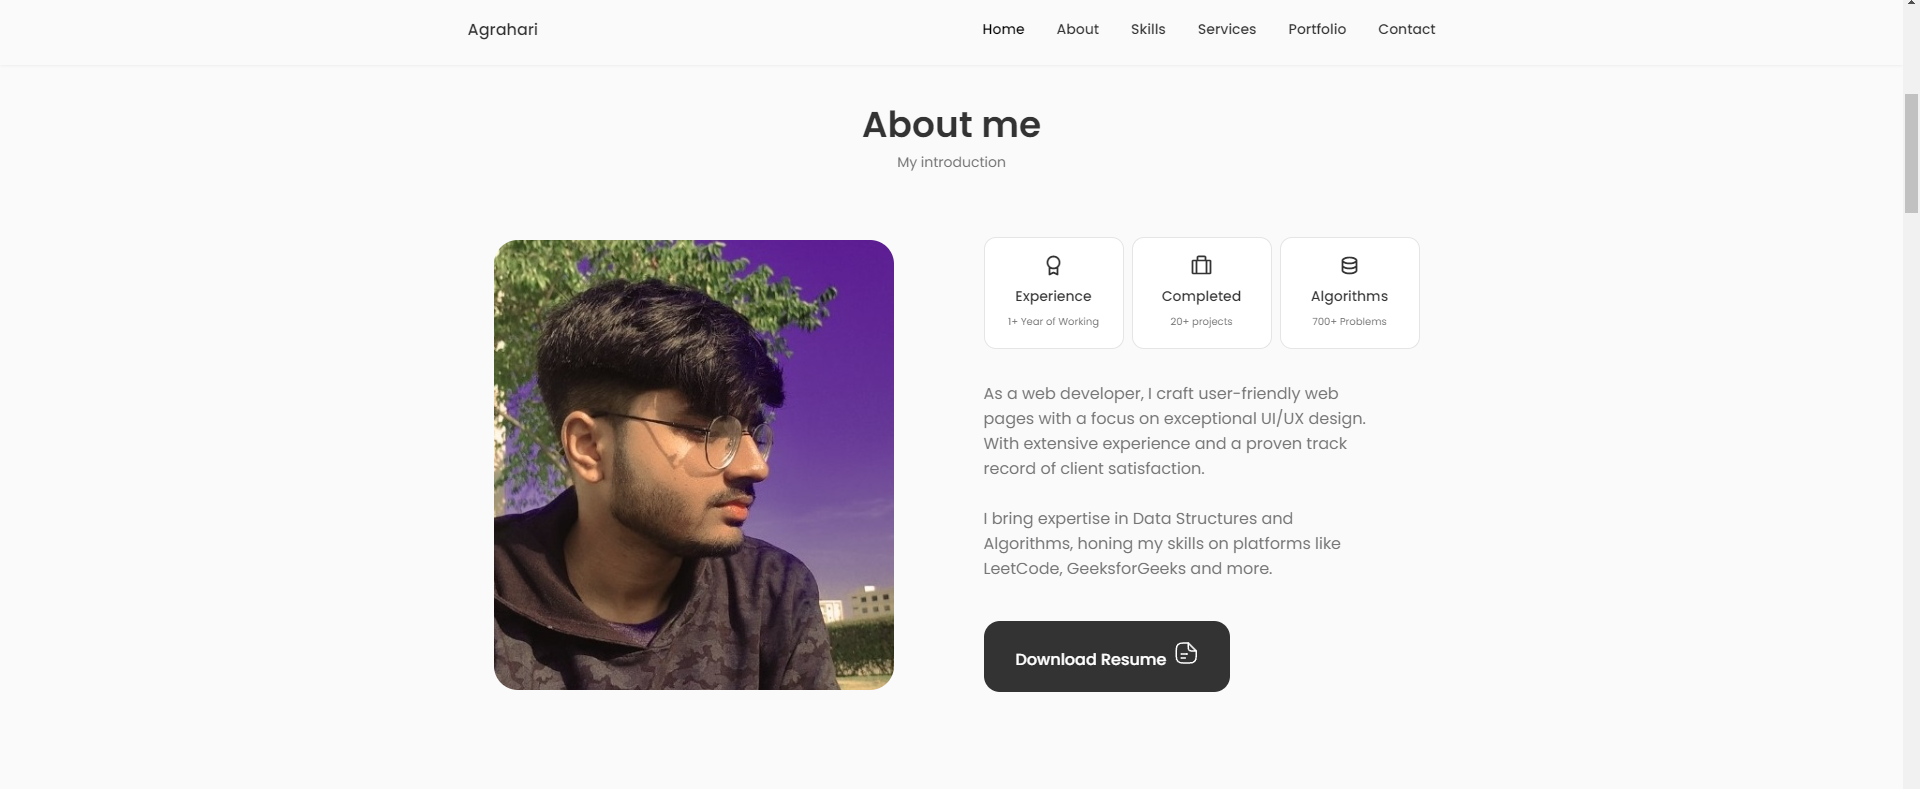 Agrahari
Home About Skills Services Portfolio Contact
About me
My introduction
Experience
1+ Year of Working
Completed
20+ projects
Algorithms
700+ Problems
As a web developer, I craft user-friendly web
pages with a focus on exceptional UI/UX design.
With extensive experience and a proven track
record of client satisfaction.
I bring expertise in Data Structures and
Algorithms, honing my skills on platforms like
LeetCode, GeeksforGeeks and more.
Download Resume